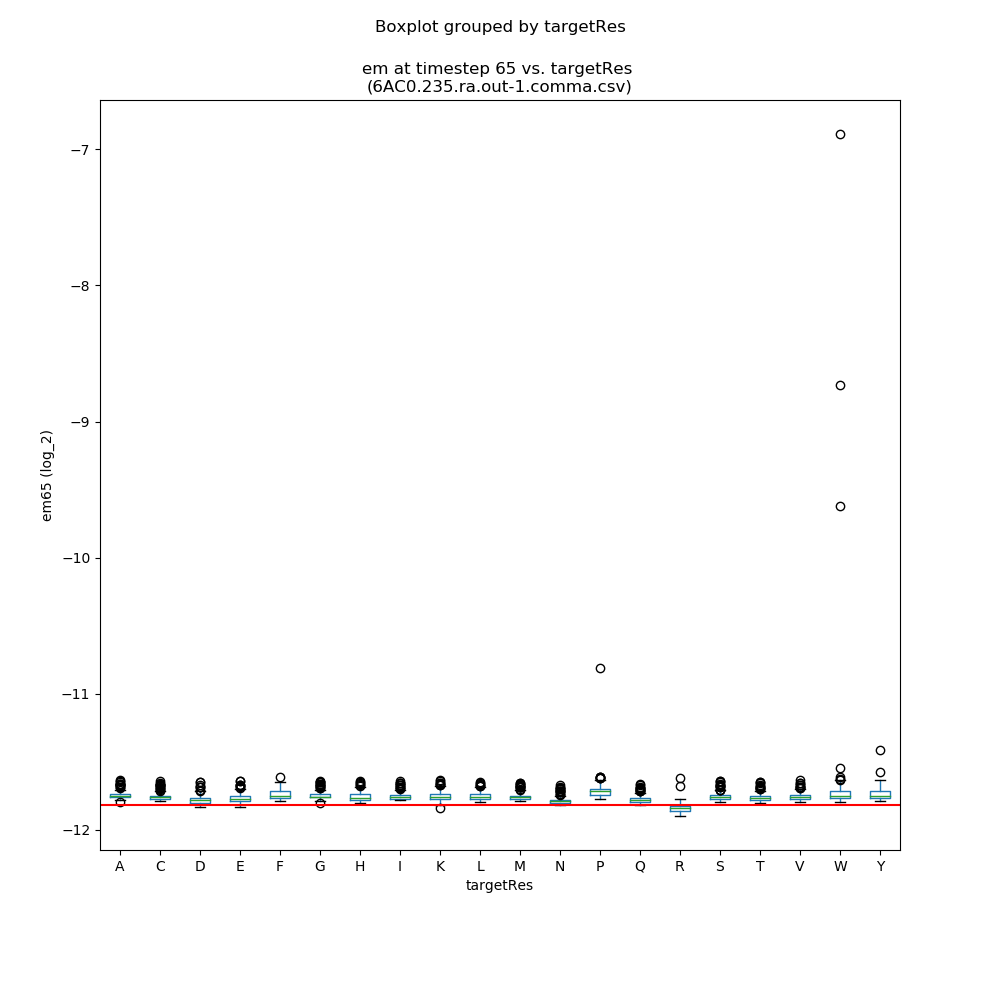 Boxplot grouped by targetRes
em at timestep 65 vs. targetRes
(6AC0.235.ra.out-1.comma.csv)
−7
−8
−9
−10
−11
−12
em65 (log_2)
A C D E F G H I K L M N P Q R S T V W Y
targetRes